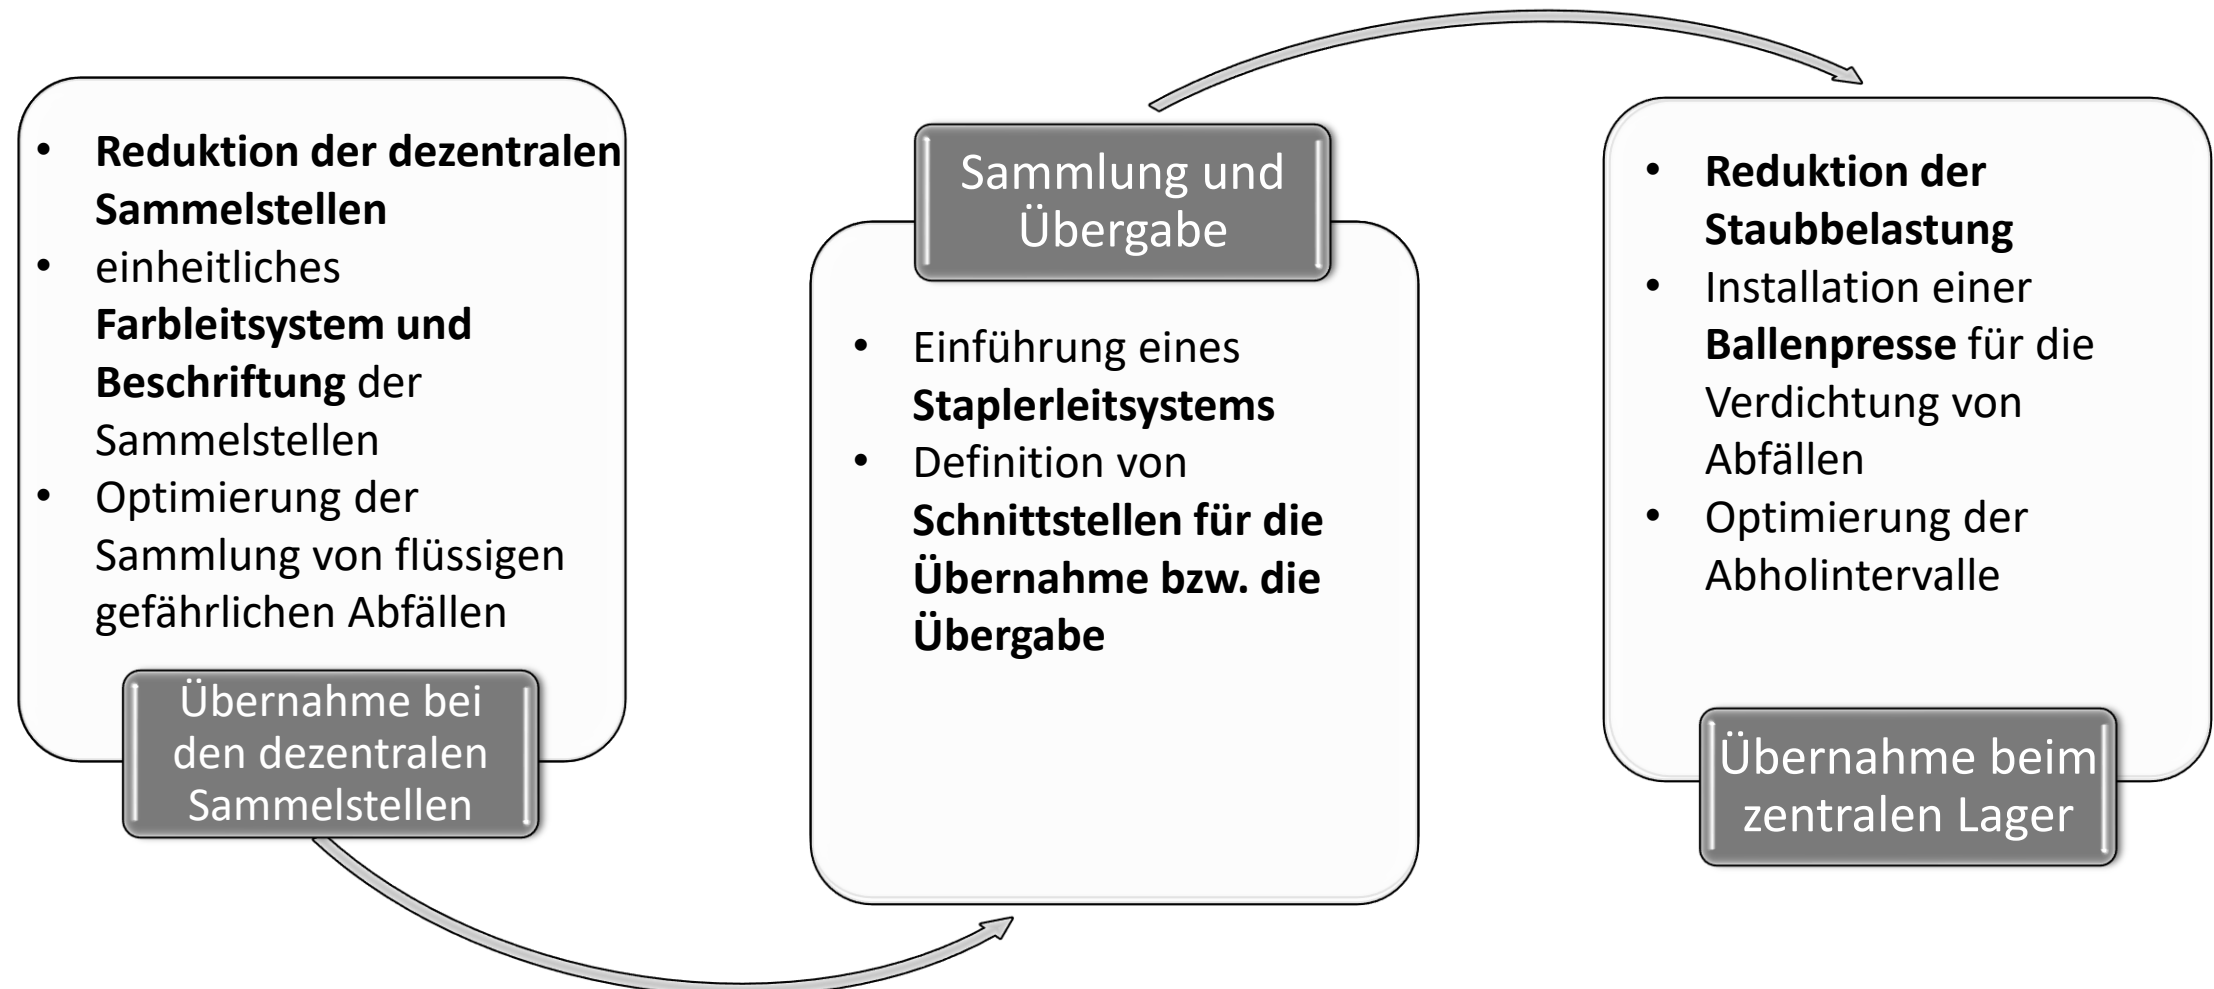 • Reduktion der dezentralen
Sammelstellen
• einheitliches
Farbleitsystem und
Beschriftung der
Sammelstellen
• Optimierung der
Sammlung von flüssigen
gefährlichen Abfällen
Übernahme bei
den dezentralen
Sammelstellen
Sammlung und
Übergabe
• Einführung eines
Staplerleitsystems
• Definition von
Schnittstellen für die
Übernahme bzw. die
Übergabe
• Reduktion der
Staubbelastung
• Installation einer
Ballenpresse für die
Verdichtung von
Abfällen
• Optimierung der
Abholintervalle
Übernahme beim
zentralen Lager